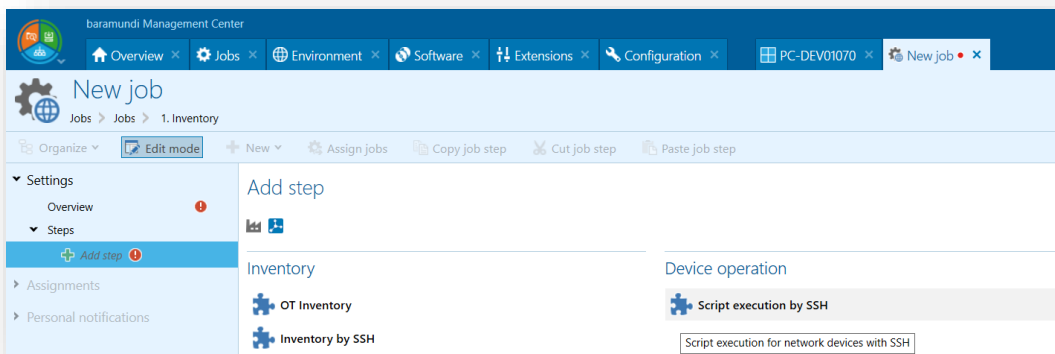 baramundi Management Center
Overview Jobs Environment Software Extensions Configuration PC-DEV01070 New job
New job
Jobs > Jobs > 1. Inventory
Organize Edit mode New Assign jobs Copy job step Cut job step Paste job step
Settings
Add step
Overview
Steps
Add step
Inventory Device operation
Assignments
OT Inventory Script execution by SSH
Personal notifications
Inventory by SSH Script execution for network devices with SSH